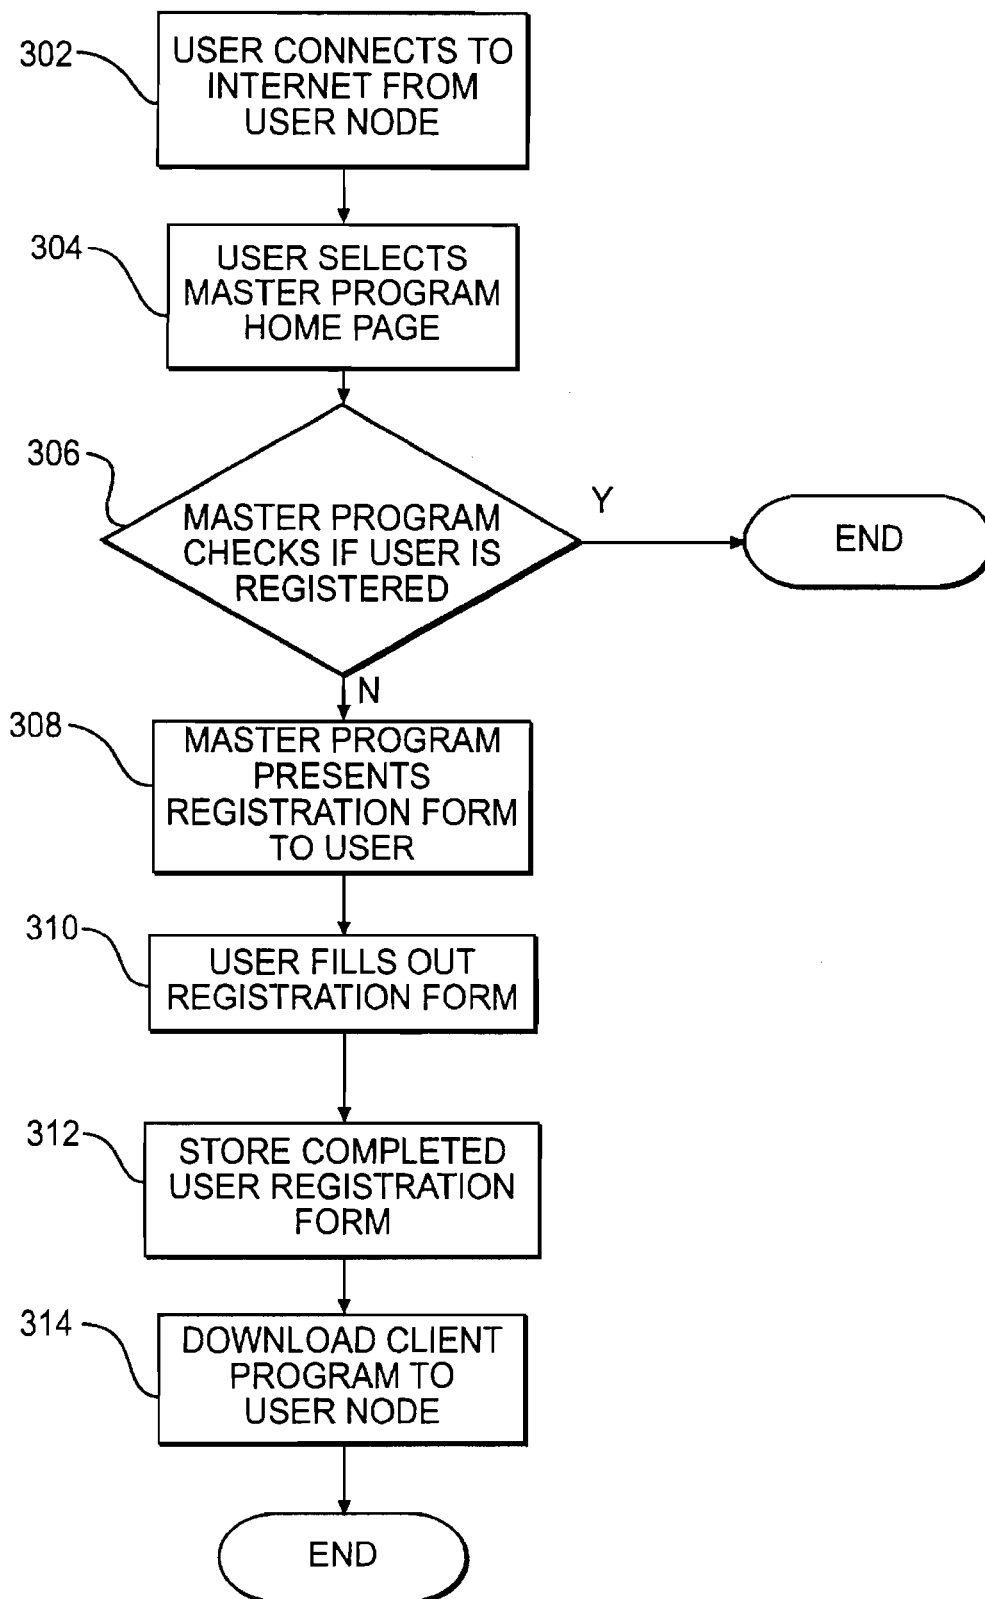 302
USER CONNECTS TO
INTERNET FROM
USER NODE
304
USER SELECTS
MASTER PROGRAM
HOME PAGE
306
MASTER PROGRAM
CHECKS IF USER IS
REGISTERED
Y
END
N
308
MASTER PROGRAM
PRESENTS
REGISTRATION FORM
TO USER
310
USER FILLS OUT
REGISTRATION FORM
312
STORE COMPLETED
USER REGISTRATION
FORM
314
DOWNLOAD CLIENT
PROGRAM TO
USER NODE
END